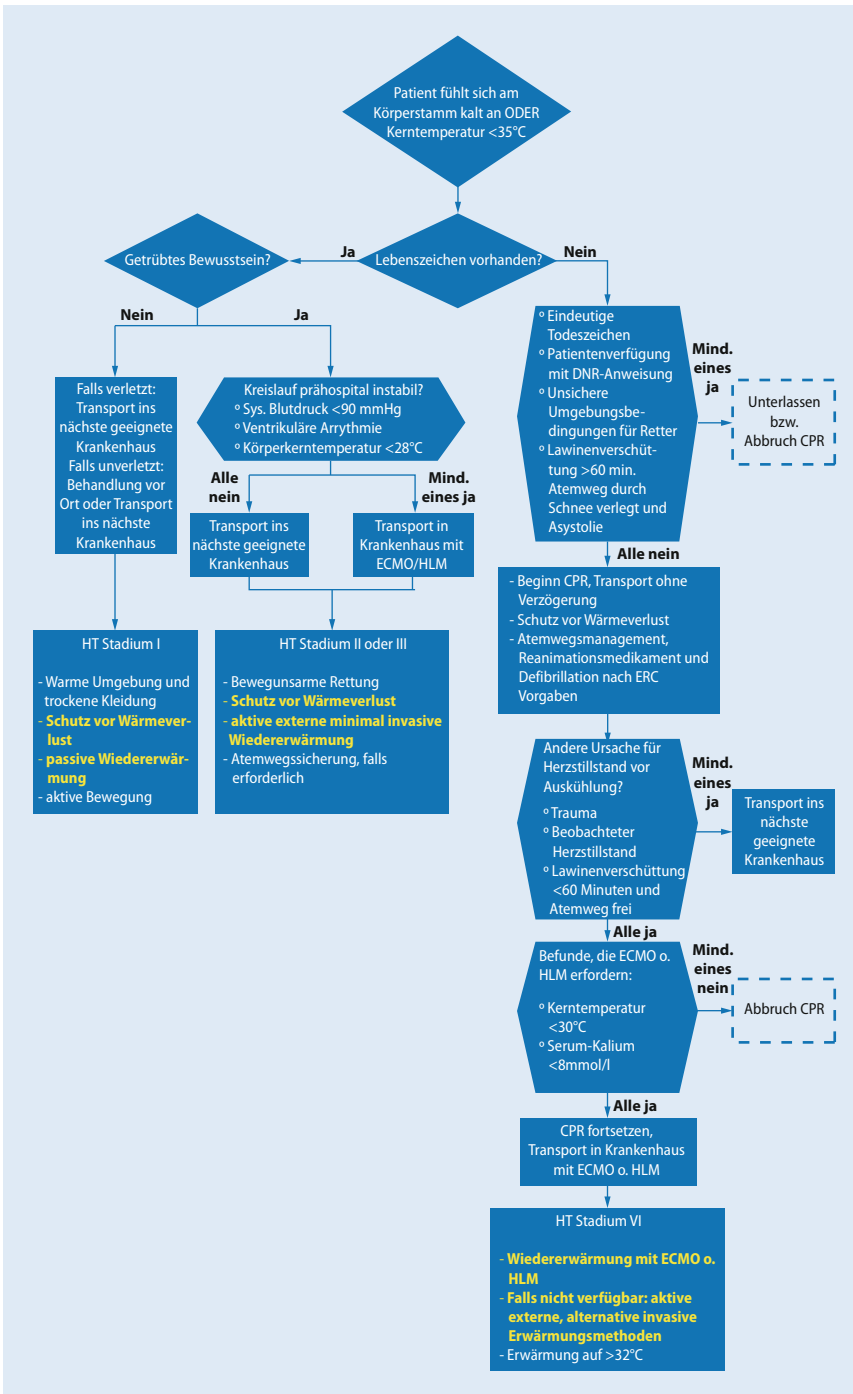 Patient fühlt sich am
Körperstamm kalt an ODER
Kerntemperatur <35°C
Getrübtes Bewusstsein?
Ja
Lebenszeichen vorhanden?
Nein
Nein
Ja
Falls verletzt:
Transport ins
nächste geeignete
Krankenhaus
Falls unverletzt:
Behandlung vor
Ort oder Transport
ins nächste
Krankenhaus
Kreislauf prähospital instabil?
º Sys. Blutdruck <90 mmHg
º Ventrikuläre Arrythmie
º Körperkerntemperatur <28°C
Alle
nein
Mind.
eines ja
Transport ins
nächste geeignete
Krankenhaus
Transport in
Krankenhaus mit
ECMO/HLM
HT Stadium I
- Warme Umgebung und
trockene Kleidung
- Schutz vor Wärmever-
lust
- passive Wiedererwär-
mung
- aktive Bewegung
HT Stadium II oder III
- Bewegunsarme Rettung
- Schutz vor Wärmeverlust
- aktive externe minimal invasive
Wiedererwärmung
- Atemwegssicherung, falls
erforderlich
º Eindeutige
Todeszeichen
º Patientenverfügung
mit DNR-Anweisung
º Unsichere
Umgebungsbe-
dingungen für Retter
º Lawinenverschüt-
tung >60 min.
Atemweg durch
Schnee verlegt und
Asystolie
Mind.
eines
ja
Unterlassen
bzw.
Abbruch CPR
Alle nein
- Beginn CPR, Transport ohne
Verzögerung
- Schutz vor Wärmeverlust
- Atemwegsmanagement,
Reanimationsmedikament und
Defibrillation nach ERC
Vorgaben
Andere Ursache für
Herzstillstand vor
Auskühlung?
º Trauma
º Beobachteter
Herzstillstand
º Lawinenverschüttung
<60 Minuten und
Atemweg frei
Mind.
eines
ja
Transport ins
nächste
geeignete
Krankenhaus
Alle ja
Befunde, die ECMO o.
HLM erfordern:
º Kerntemperatur
<30°C
º Serum-Kalium
<8mmol/l
Mind.
eines
nein
Abbruch CPR
Alle ja
CPR fortsetzen,
Transport in Krankenhaus
mit ECMO o. HLM
HT Stadium VI
- Wiedererwärmung mit ECMO o.
HLM
- Falls nicht verfügbar: aktive
externe, alternative invasive
Erwärmungsmethoden
- Erwärmung auf >32°C